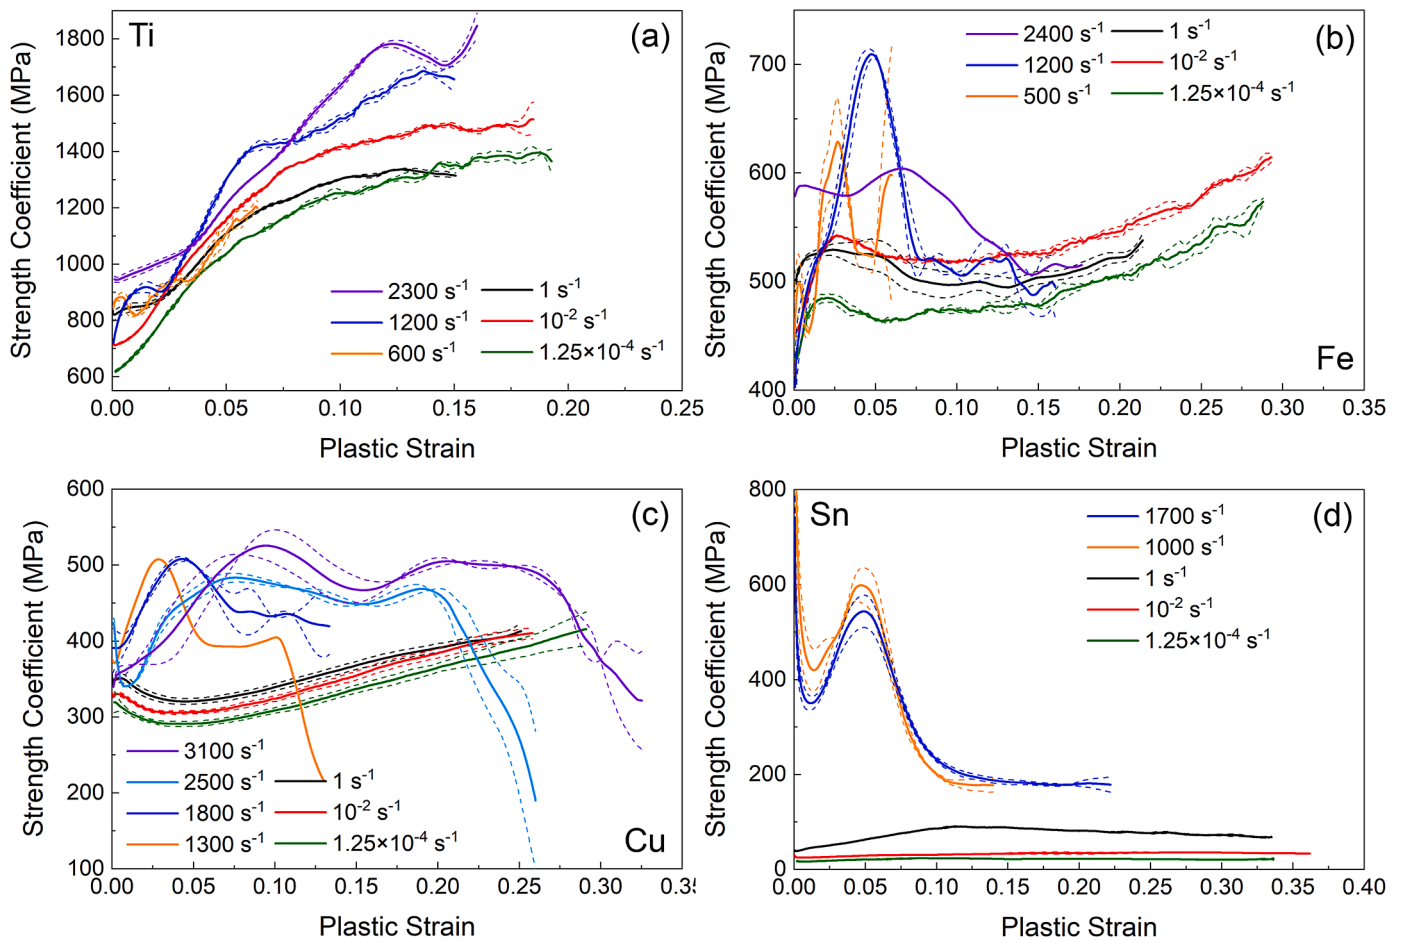 Ti
(a)
Strength Coefficient (MPa)
1800
1600
1400
1200
1000
800
600
2300 s⁻¹
1200 s⁻¹
600 s⁻¹
1 s⁻¹
10⁻² s⁻¹
1.25×10⁻⁴ s⁻¹
0.00 0.05 0.10 0.15 0.20 0.25
Plastic Strain
(b)
Strength Coefficient (MPa)
700
600
500
400
2400 s⁻¹
1200 s⁻¹
500 s⁻¹
1 s⁻¹
10⁻² s⁻¹
1.25×10⁻⁴ s⁻¹
Fe
0.00 0.05 0.10 0.15 0.20 0.25 0.30 0.35
Plastic Strain
(c)
Strength Coefficient (MPa)
600
500
400
300
200
100
3100 s⁻¹
2500 s⁻¹
1800 s⁻¹
1300 s⁻¹
1 s⁻¹
10⁻² s⁻¹
1.25×10⁻⁴ s⁻¹
Cu
0.00 0.05 0.10 0.15 0.20 0.25 0.30 0.35
Plastic Strain
Sn
(d)
Strength Coefficient (MPa)
800
600
400
200
0
1700 s⁻¹
1000 s⁻¹
1 s⁻¹
10⁻² s⁻¹
1.25×10⁻⁴ s⁻¹
0.00 0.05 0.10 0.15 0.20 0.25 0.30 0.35 0.40
Plastic Strain